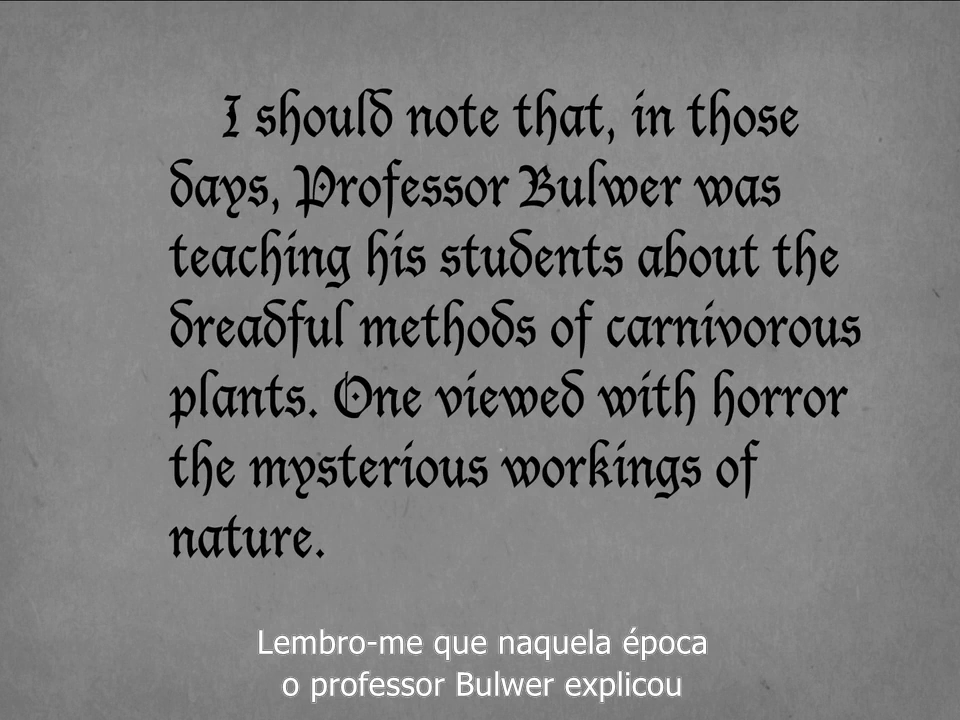 I should note that, in those
days, Professor Bulwer was
teaching his students about the
dreadful methods of carnivorous
plants. One viewed with horror
the mysterious workings of
nature.
Lembro-me que naquela época
o professor Bulwer explicou